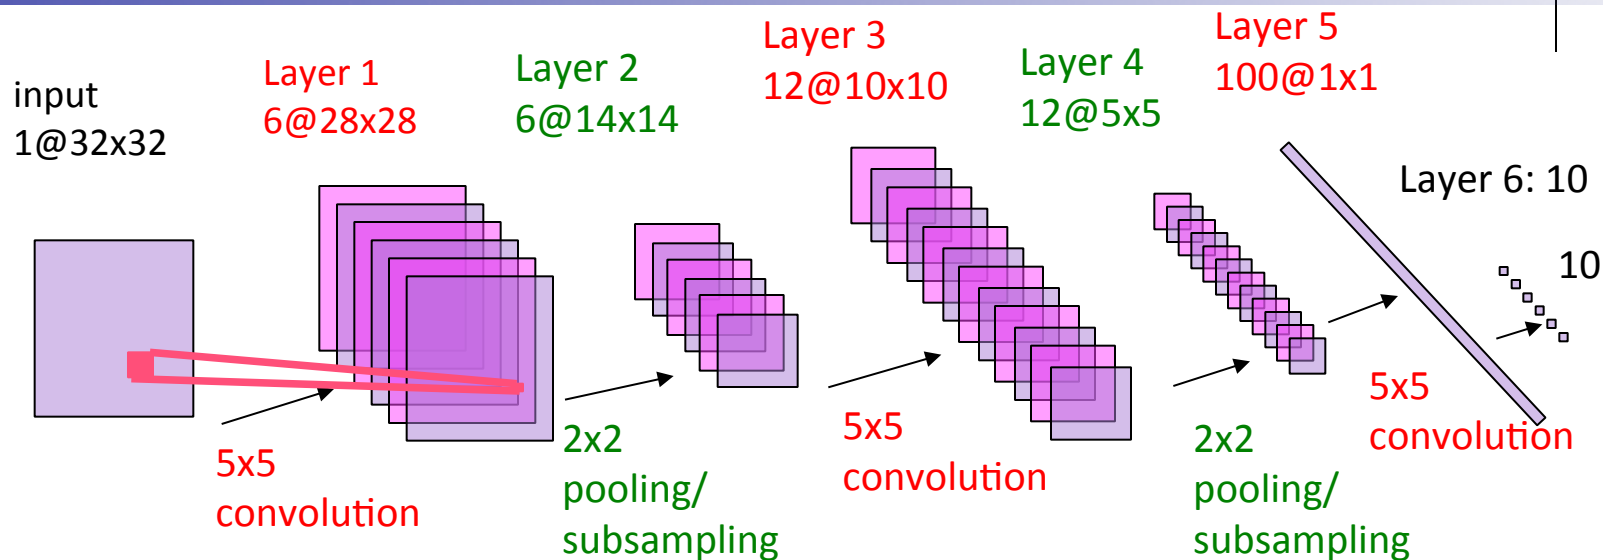 input
1@32x32
Layer 1
6@28x28
Layer 2
6@14x14
Layer 3
12@10x10
Layer 4
12@5x5
Layer 5
100@1x1
Layer 6: 10
10
5x5
convolution
2x2
pooling/
subsampling
5x5
convolution
2x2
pooling/
subsampling
5x5
convolution